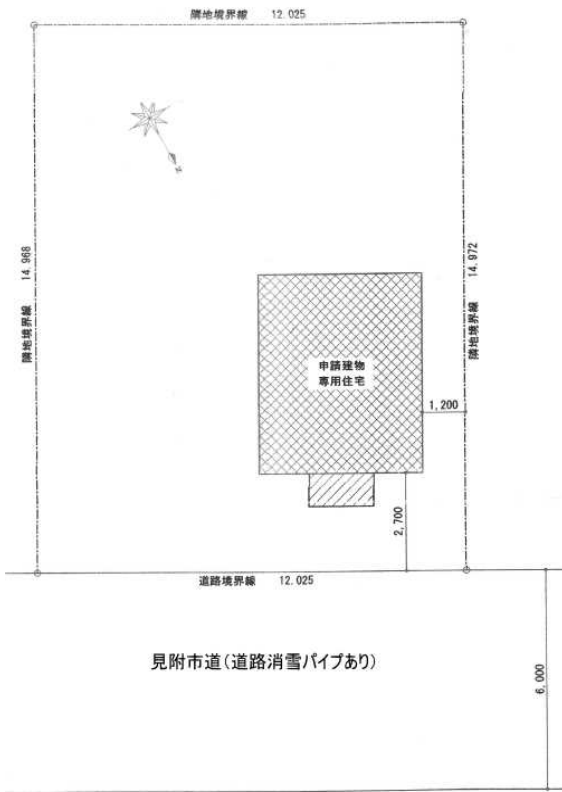 隣地境界線 12.025
N
隣地境界線 14.968
隣地境界線 14.972
申請建物
専用住宅
1,200
2,700
道路境界線 12.025
見附市道(道路消雪パイプあり)
6,000